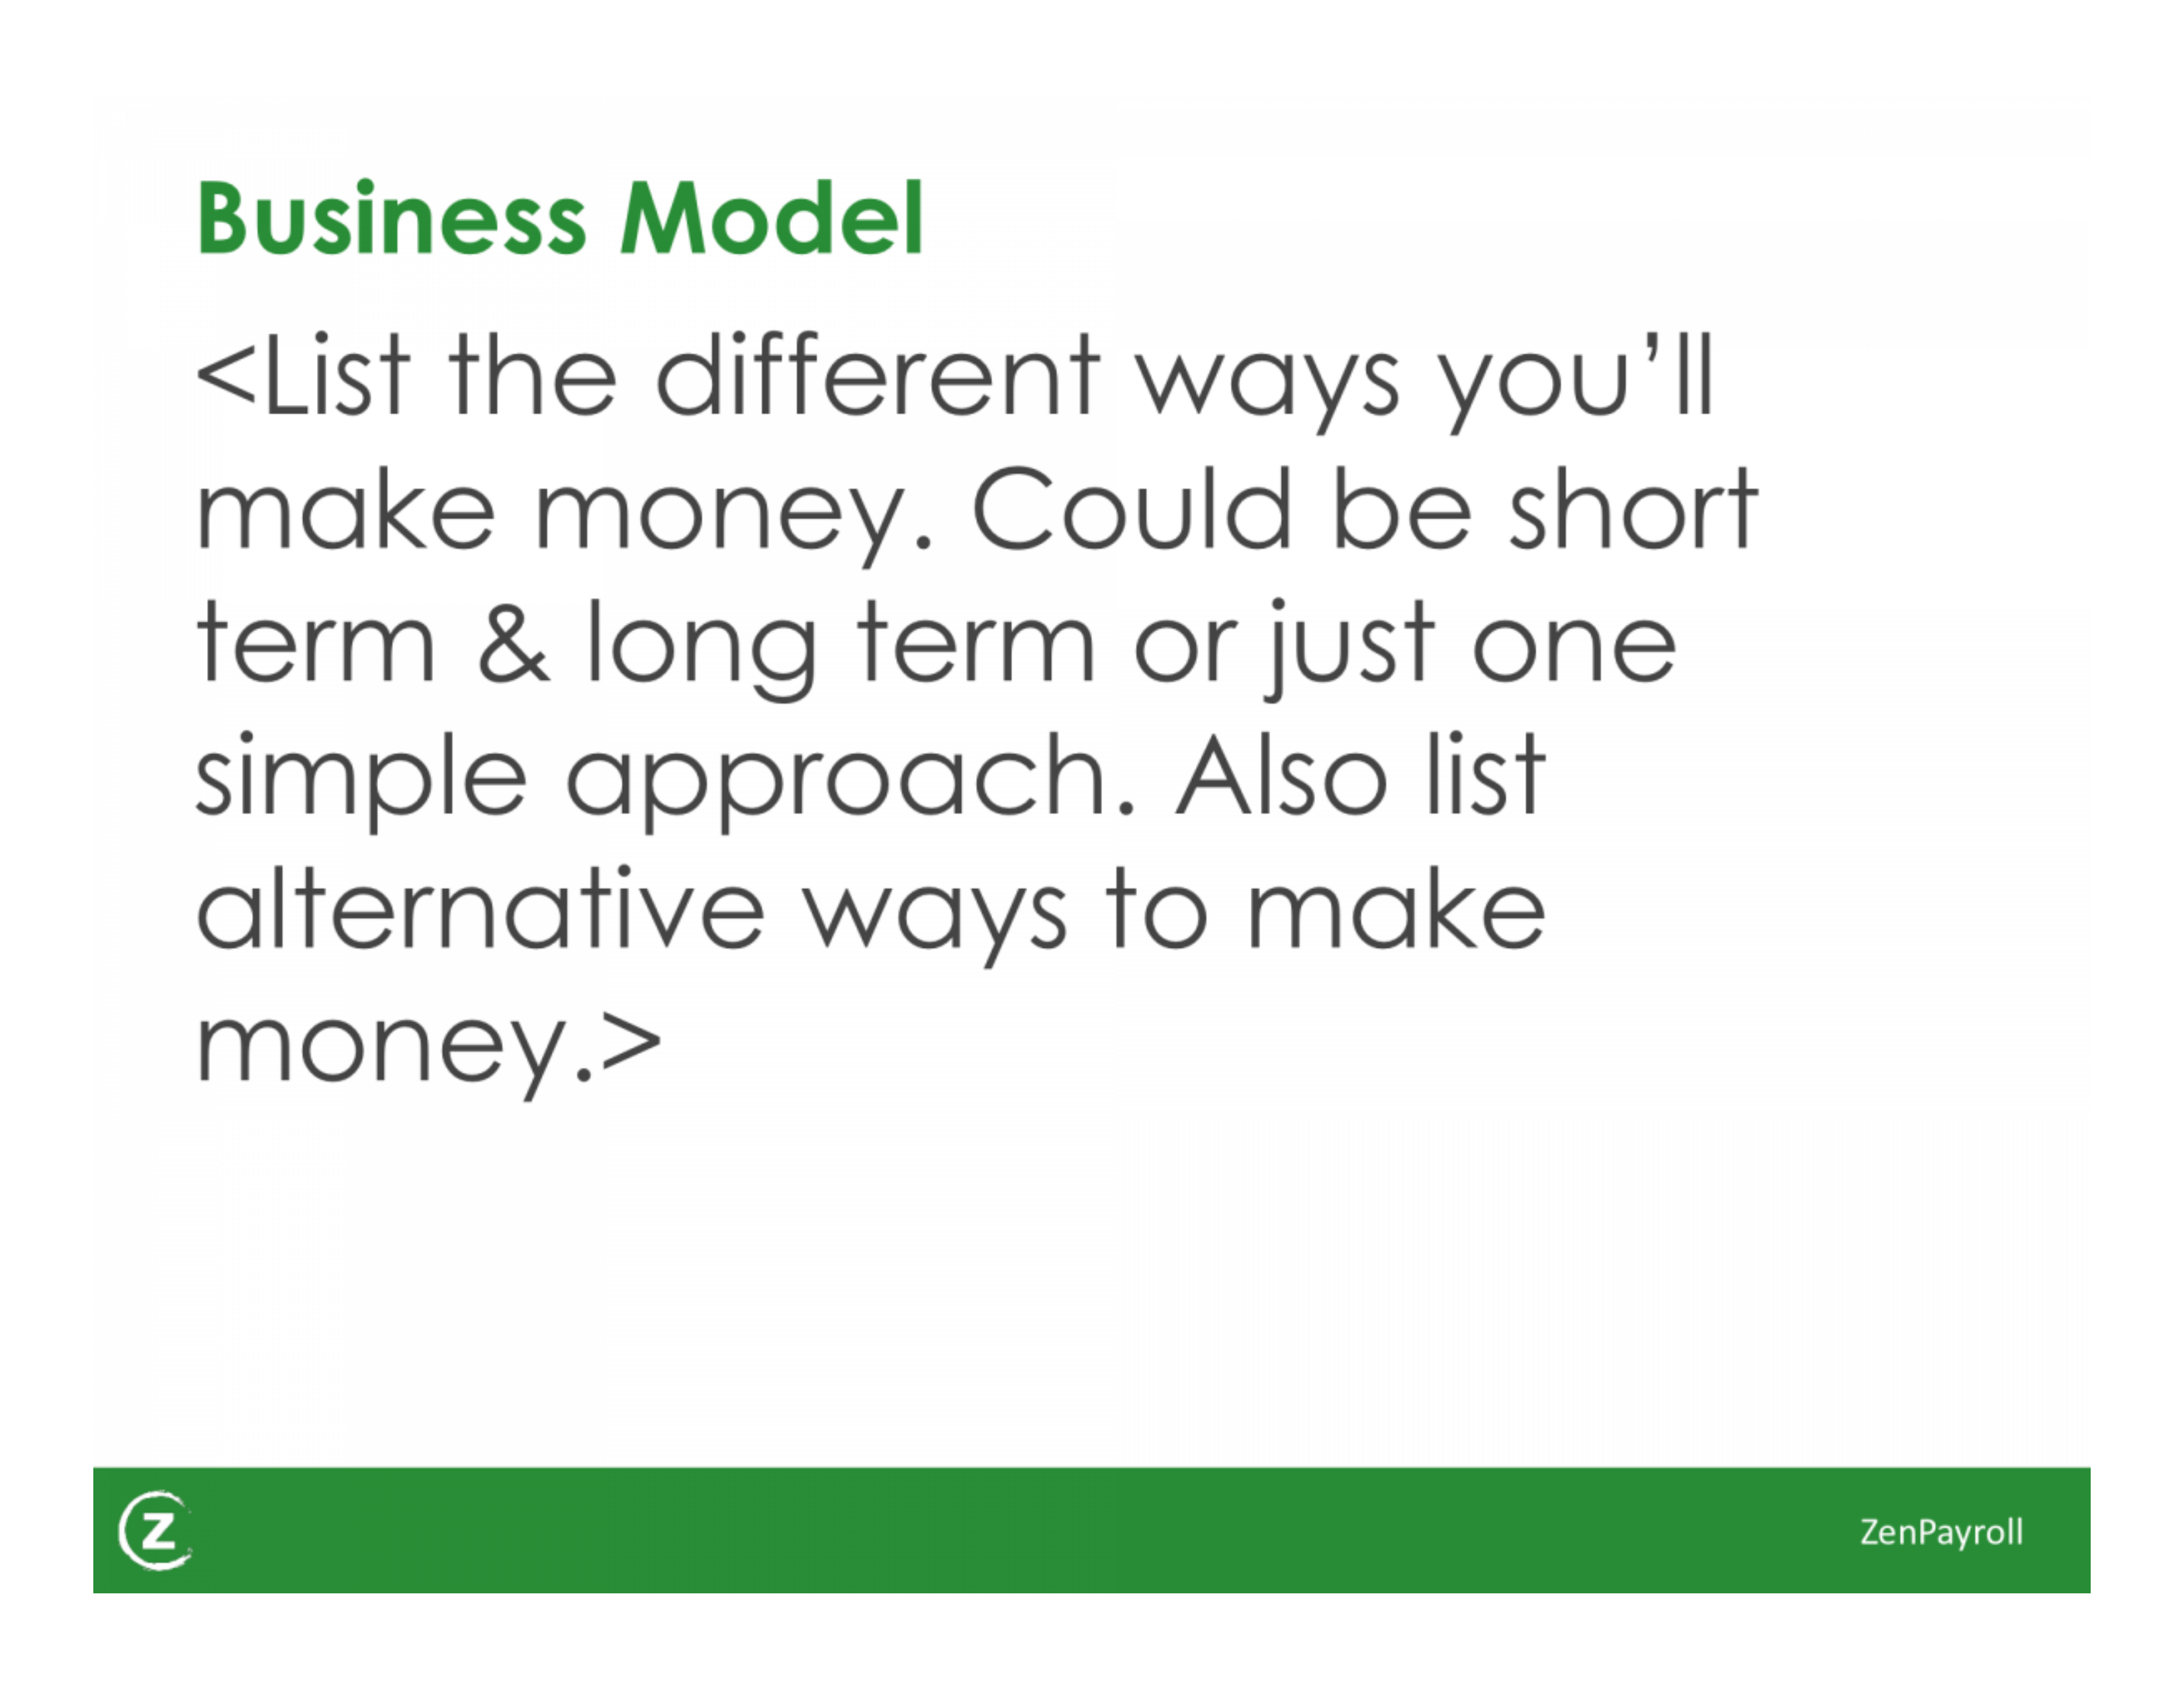 Business Model
<List the different ways you’ll
make money. Could be short
term & long term or just one
simple approach. Also list
alternative ways to make
money.>
Z
ZenPayroll